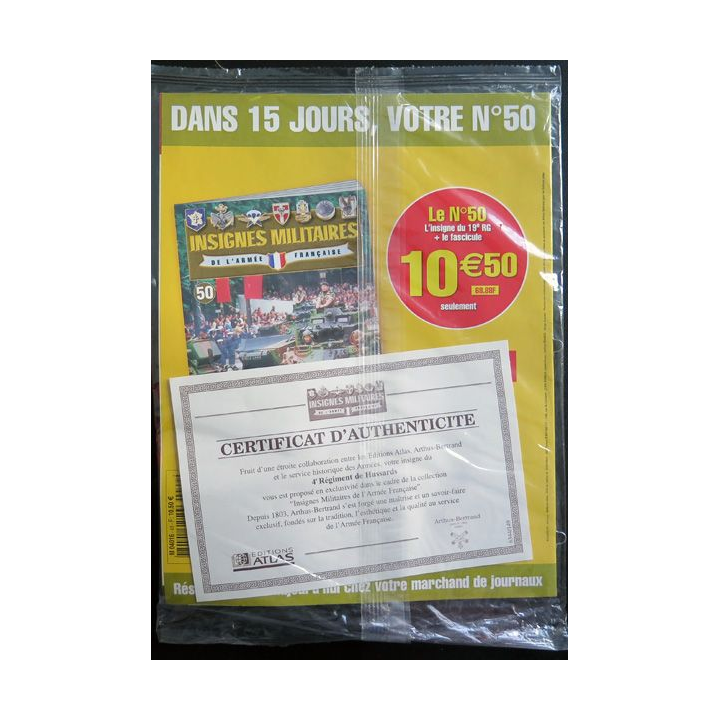 DANS 15 JOURS, VOTRE N°50
INSIGNES MILITAIRES
DE L'ARMÉE FRANÇAISE
50
Le N°50
L'insigne du 19e RG
+ le fascicule
10€50
seulement
INSIGNES MILITAIRES
CERTIFICAT D'AUTHENTICITE
Fruit d'une étroite collaboration entre les Editions Atlas, Arthus-Bertrand
et le service historique des Armées, votre insigne du
4e Régiment de Hussards
vous est proposé en exclusivité dans le cadre de la collection
"Insignes Militaires de l'Armée Française"
Depuis 1803, Arthus-Bertrand s'est forgé une maîtrise et un savoir-faire
exclusif, fondés sur la tradition, l'esthétique et la qualité au service
de l'Armée Française.
Arthus-Bertrand
EDITIONS
ATLAS
chez votre marchand de journaux